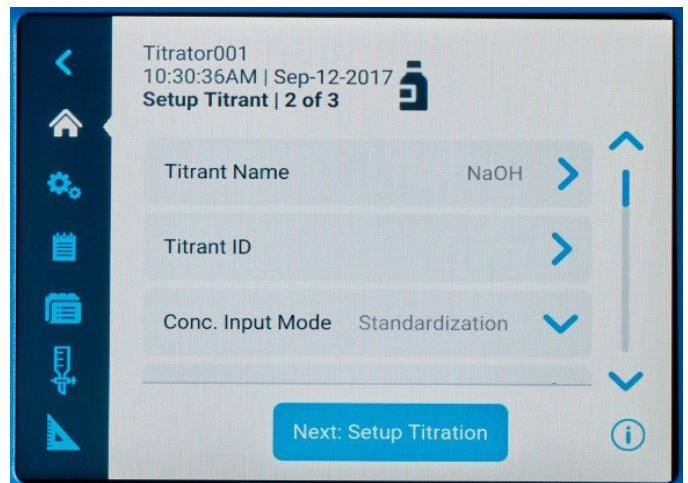 Titrator001
10:30:36AM | Sep-12-2017
Setup Titrant | 2 of 3
Titrant Name NaOH
Titrant ID
Conc. Input Mode Standardization
Next: Setup Titration